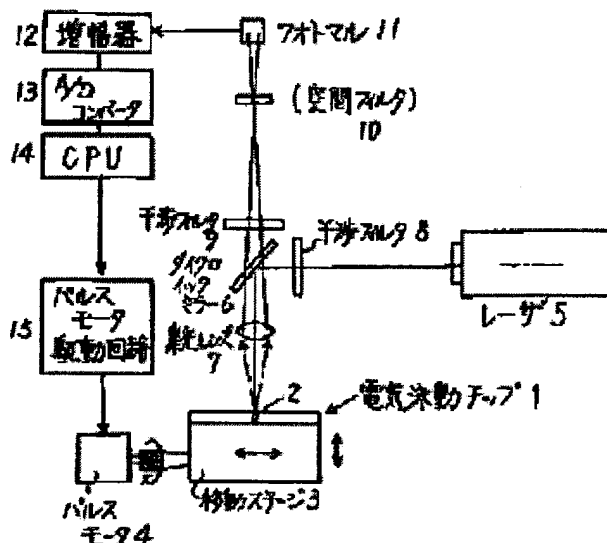 12 増幅器
フォトマル 11
13 A/D
コンバータ
(空間フィルタ)
10
14 CPU
干渉フィルタ
9
干渉フィルタ 8
ダイクロ
イック
ミラー6
レーザ5
集光レンズ
7
15 パルス
モータ
駆動回路
2
電気泳動チップ1
パルス
モータ4
移動ステージ3